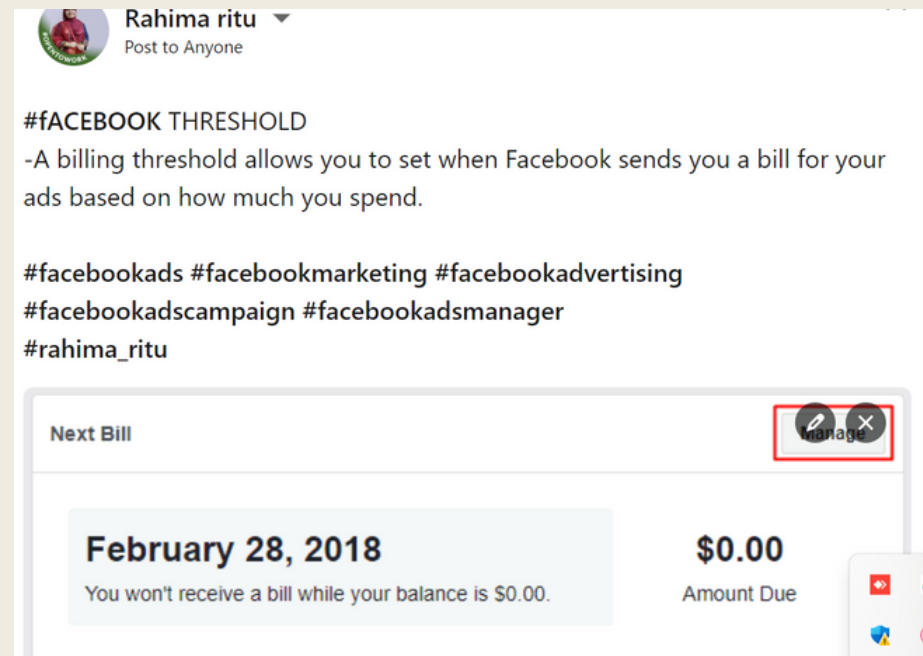 Rahima ritu
Post to Anyone
#OPENTOWORK
#fACEBOOK THRESHOLD
-A billing threshold allows you to set when Facebook sends you a bill for your
ads based on how much you spend.
#facebookads #facebookmarketing #facebookadvertising
#facebookadscampaign #facebookadsmanager
#rahima_ritu
Next Bill
Manage
February 28, 2018
$0.00
You won't receive a bill while your balance is $0.00.
Amount Due